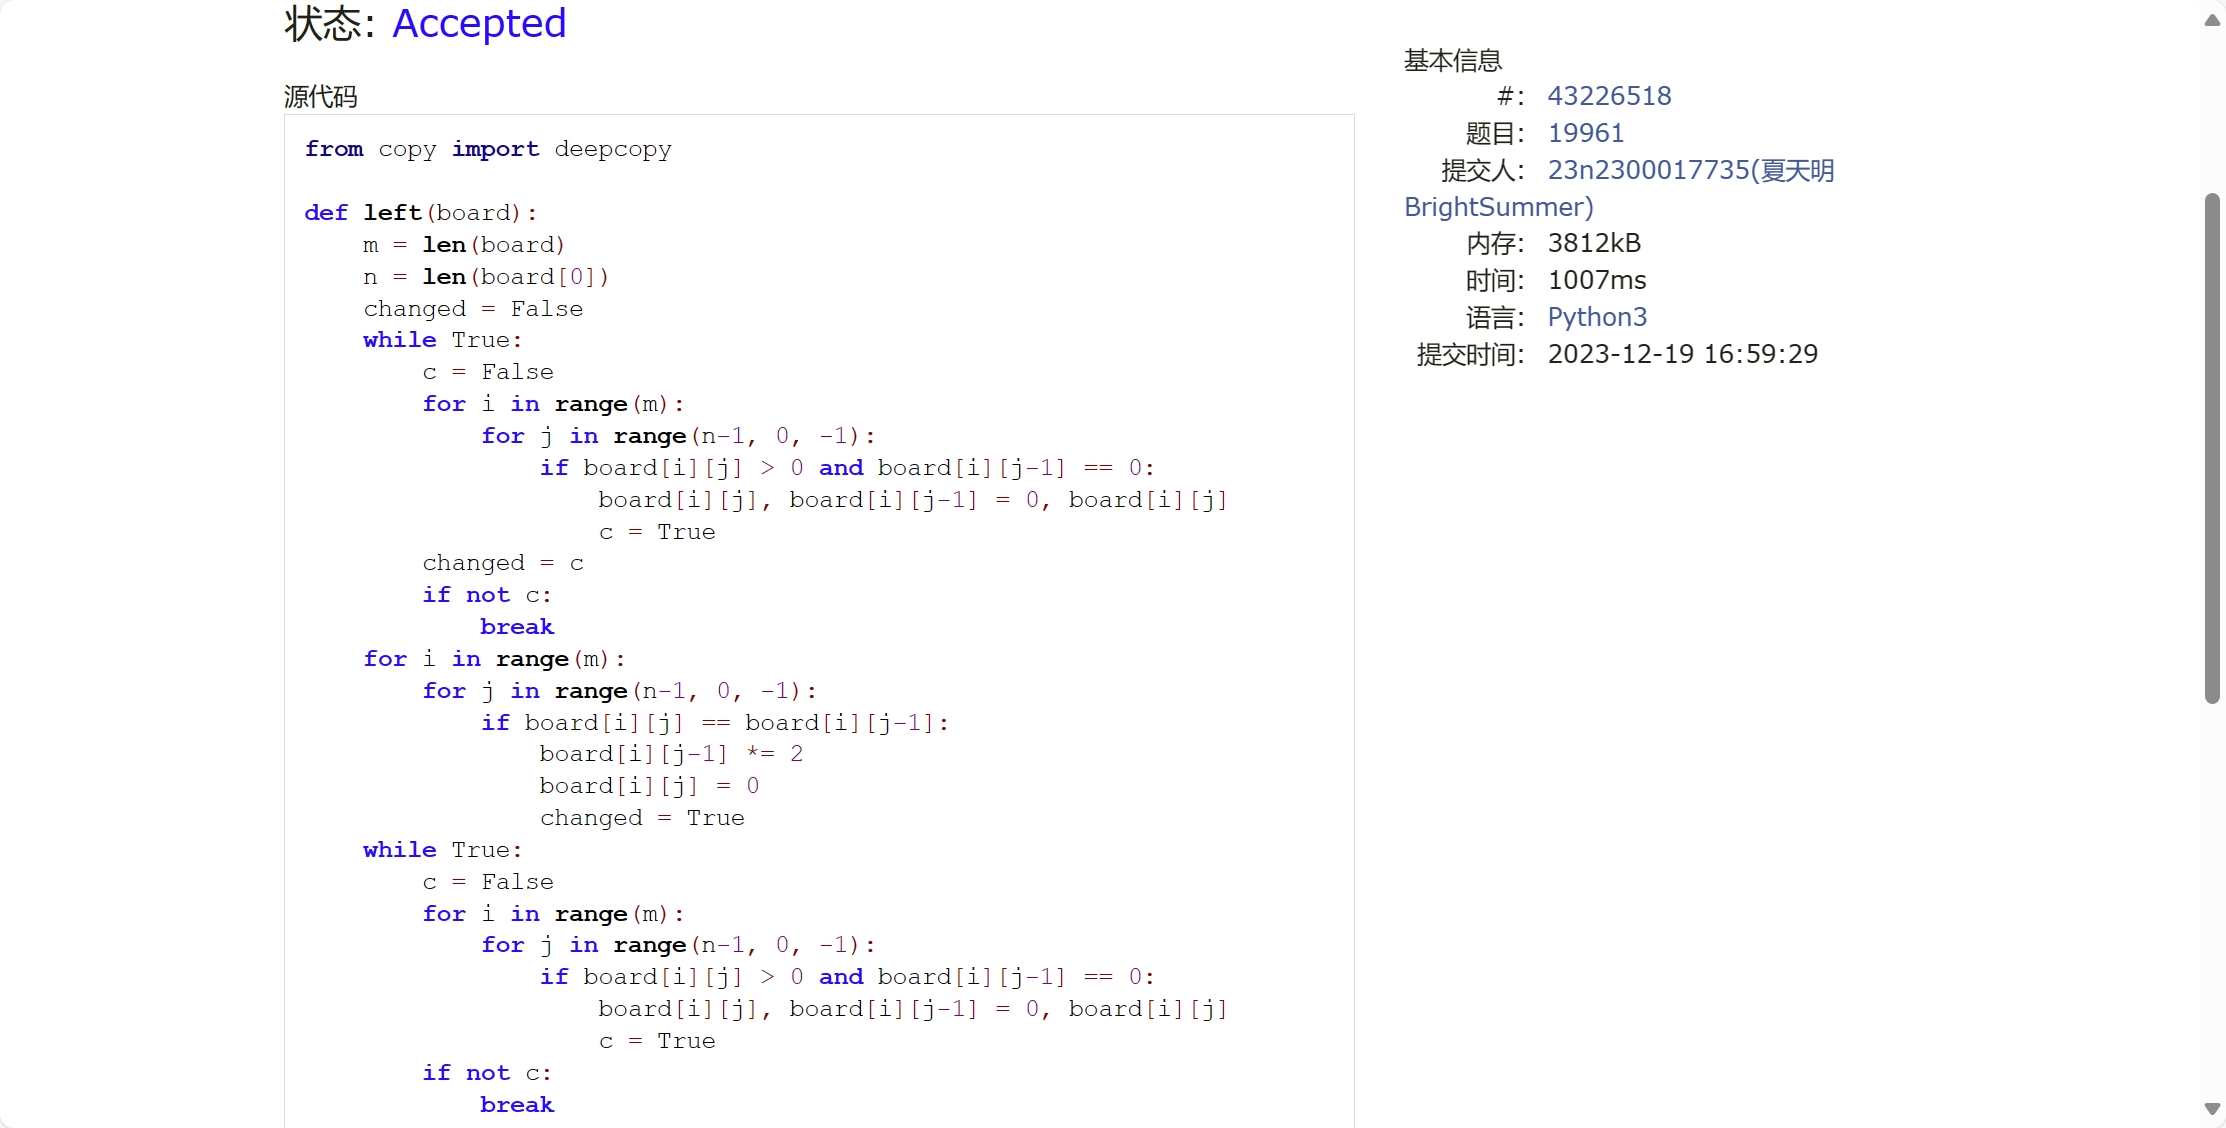 状态: Accepted
源代码
from copy import deepcopy

def left(board):
    m = len(board)
    n = len(board[0])
    changed = False
    while True:
        c = False
        for i in range(m):
            for j in range(n-1, 0, -1):
                if board[i][j] > 0 and board[i][j-1] == 0:
                    board[i][j], board[i][j-1] = 0, board[i][j]
                    c = True
        changed = c
        if not c:
            break
    for i in range(m):
        for j in range(n-1, 0, -1):
            if board[i][j] == board[i][j-1]:
                board[i][j-1] *= 2
                board[i][j] = 0
                changed = True
    while True:
        c = False
        for i in range(m):
            for j in range(n-1, 0, -1):
                if board[i][j] > 0 and board[i][j-1] == 0:
                    board[i][j], board[i][j-1] = 0, board[i][j]
                    c = True
        if not c:
            break
基本信息
#: 43226518
题目: 19961
提交人: 23n2300017735(夏天明
BrightSummer)
内存: 3812kB
时间: 1007ms
语言: Python3
提交时间: 2023-12-19 16:59:29